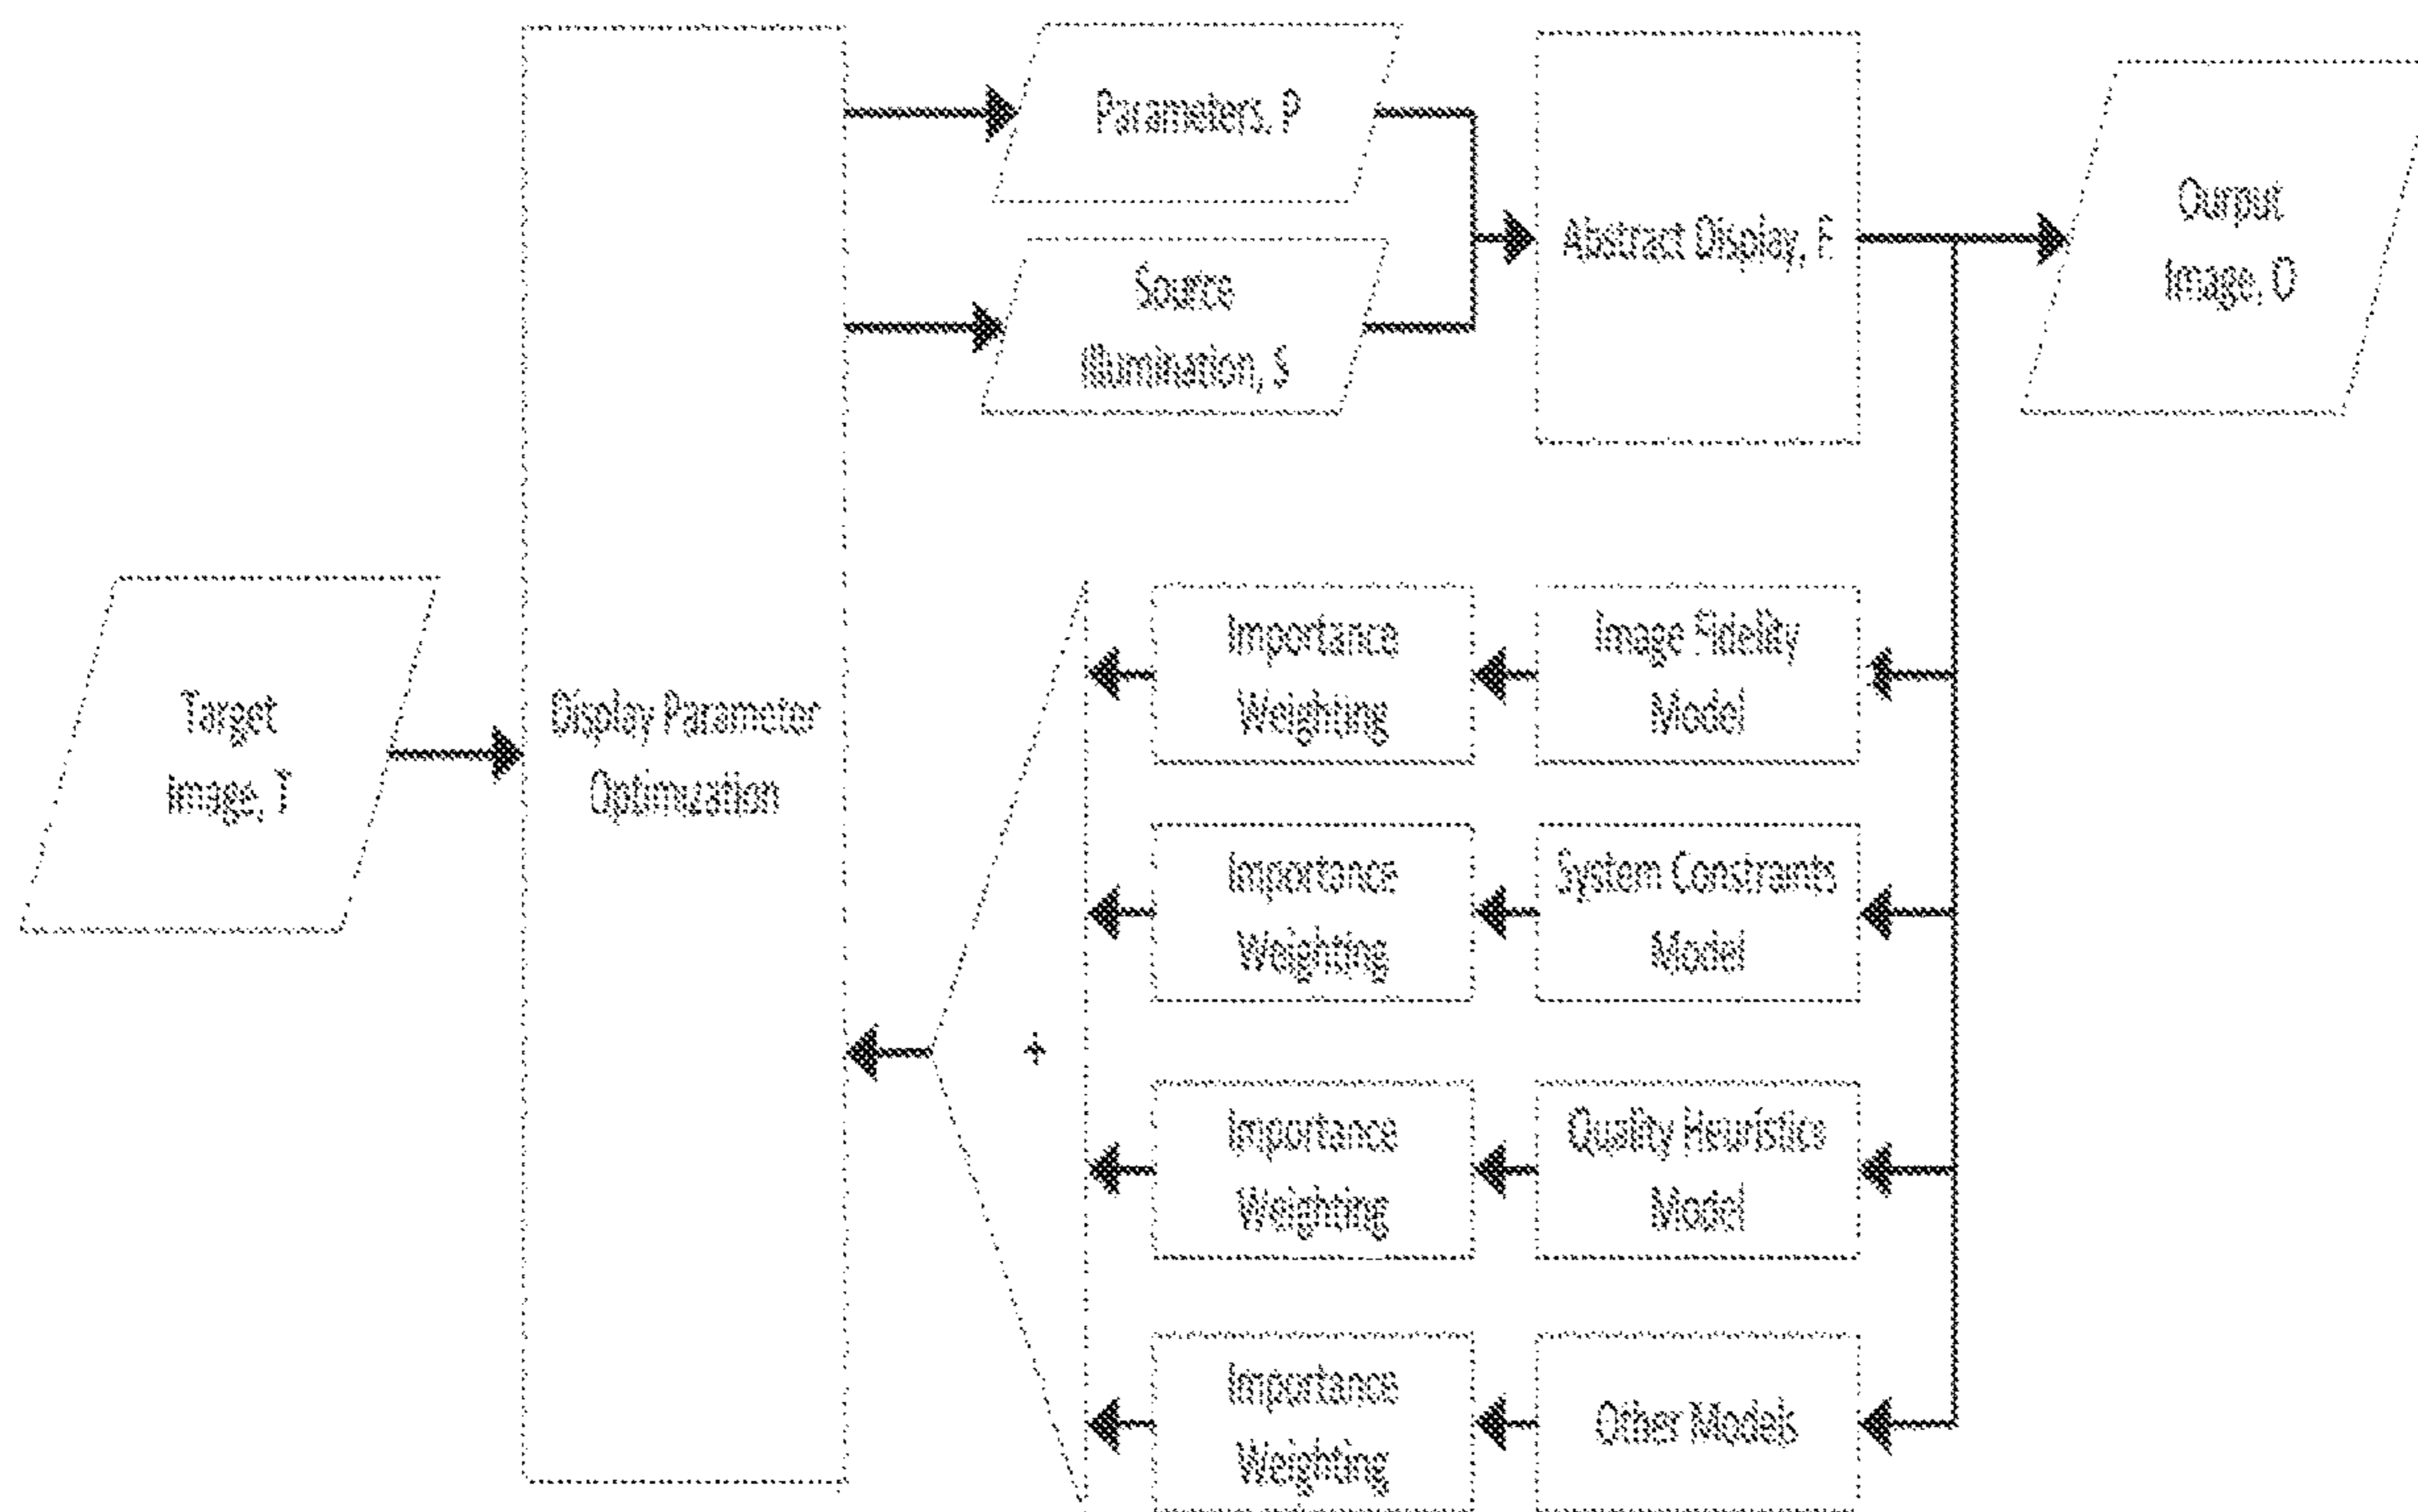 Parameters, P
Source
Illumination, S
Abstract Display, F
Ourput
Image, O
Target
Image, T
Display Parameter
Optimization
Importance
Weighting
Image Fidelity
Model
Importance
Weighting
System Constraints
Model
+
Importance
Weighting
Quality Heuristics
Model
Importance
Weighting
Other Models